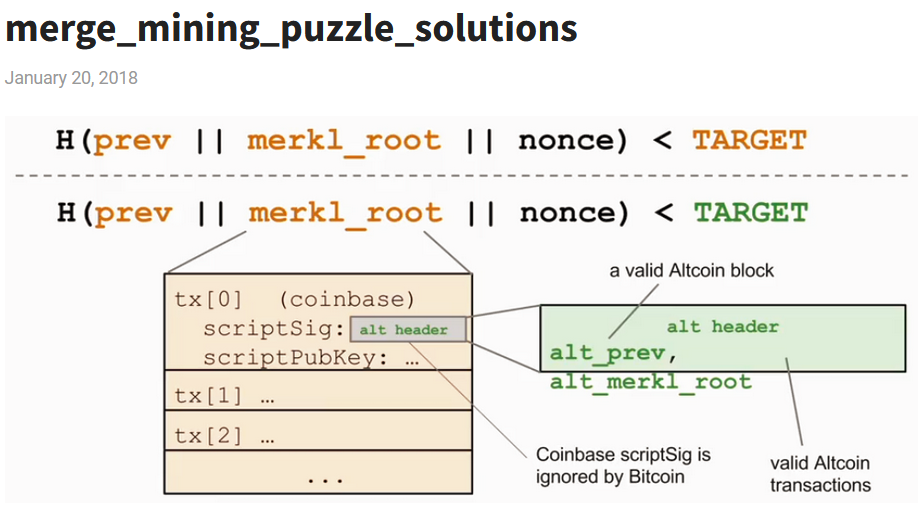 merge_mining_puzzle_solutions
January 20, 2018
H(prev || merkl_root || nonce) < TARGET
H(prev || merkl_root || nonce) < TARGET
a valid Altcoin block
tx[0] (coinbase)
scriptSig: alt header
scriptPubKey: …
tx[1] …
tx[2] …
...
alt header
alt_prev,
alt_merkl_root
Coinbase scriptSig is
ignored by Bitcoin
valid Altcoin
transactions